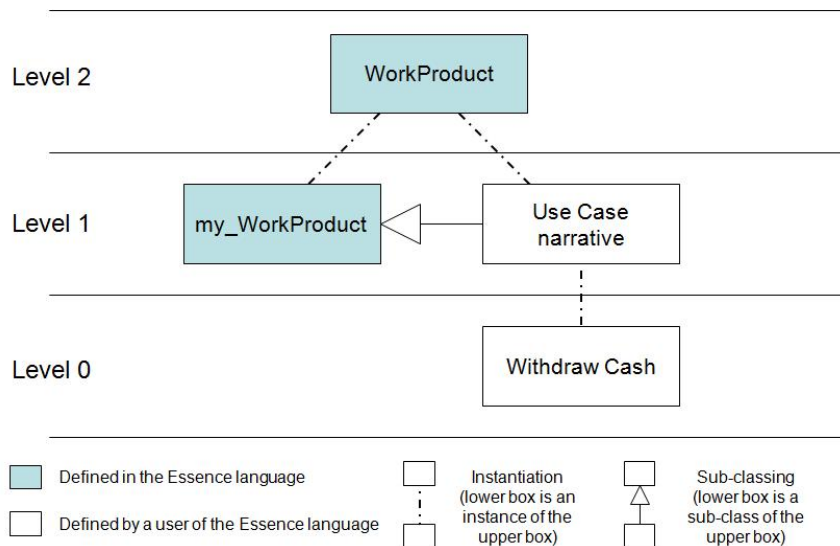 Level 2
WorkProduct
Level 1
my_WorkProduct
Use Case
narrative
Level 0
Withdraw Cash
Defined in the Essence language
Defined by a user of the Essence language
Instantiation
(lower box is an
instance of the
upper box)
Sub-classing
(lower box is a
sub-class of the
upper box)